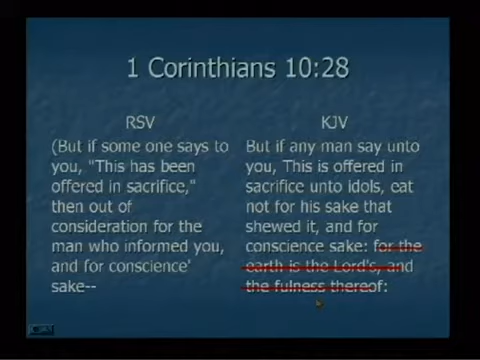 1 Corinthians 10:28
RSV
(But if some one says to
you, "This has been
offered in sacrifice,"
then out of
consideration for the
man who informed you,
and for conscience'
sake--
KJV
But if any man say unto
you, This is offered in
sacrifice unto idols, eat
not for his sake that
shewed it, and for
conscience sake: for the
earth is the Lord's, and
the fulness thereof: